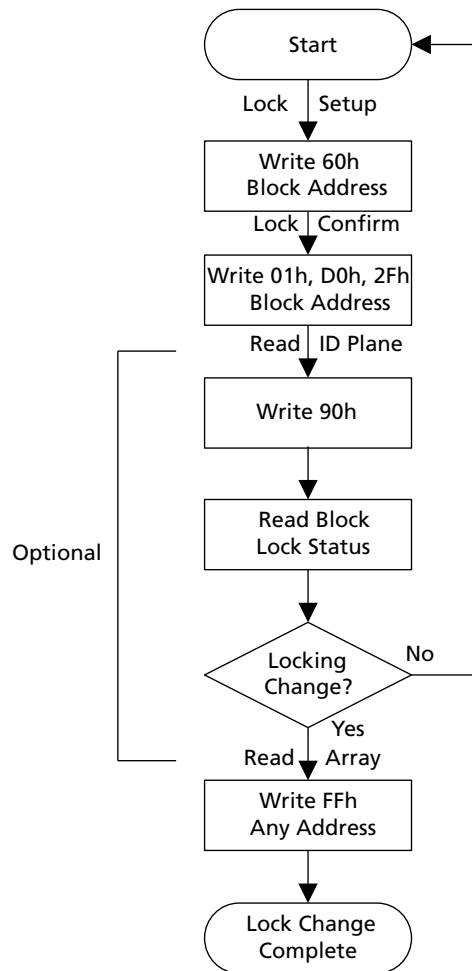 Start
Lock Setup
Write 60h
Block Address
Lock Confirm
Write 01h, D0h, 2Fh
Block Address
Read ID Plane
Write 90h
Read Block
Lock Status
Optional
Locking
Change?
No
Yes
Read Array
Write FFh
Any Address
Lock Change
Complete